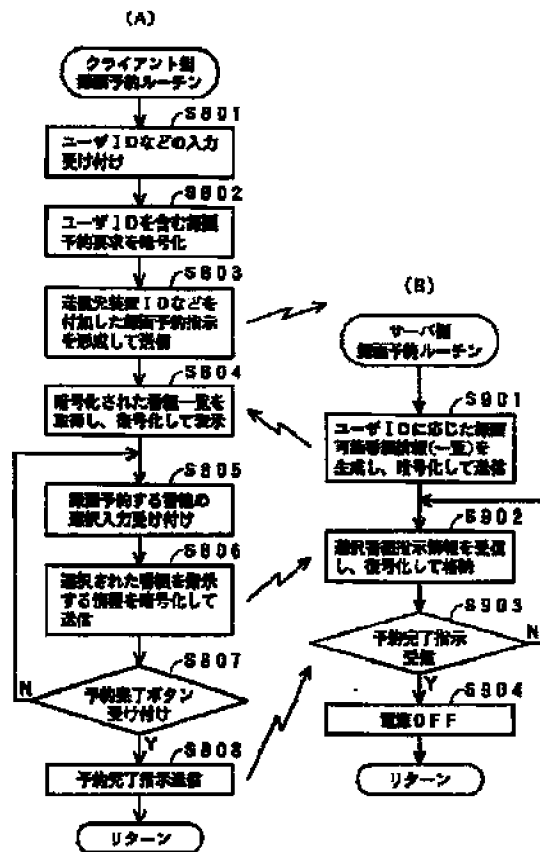 (A)
クライアント側
録画予約ルーチン
S801
ユーザIDなどの入力
受け付け
S802
ユーザIDを含む録画
予約要求を暗号化
S803
送信先装置IDなどを
付加した録画予約指示
を形成して送信
S804
暗号化された番組一覧を
取得し、復号化して表示
S805
録画予約する番組の
選択入力受け付け
S806
選択された番組を指示
する情報を暗号化して
送信
S807
予約完了ボタン
受け付け
N
Y
S808
予約完了指示送信
リターン
(B)
サーバ側
録画予約ルーチン
S901
ユーザIDに応じた録画
可能番組情報(一覧)を
生成し、暗号化して送信
S902
選択番組指示情報を受信
し、復号化して格納
S903
予約完了指示
受信
N
Y
S904
電源OFF
リターン